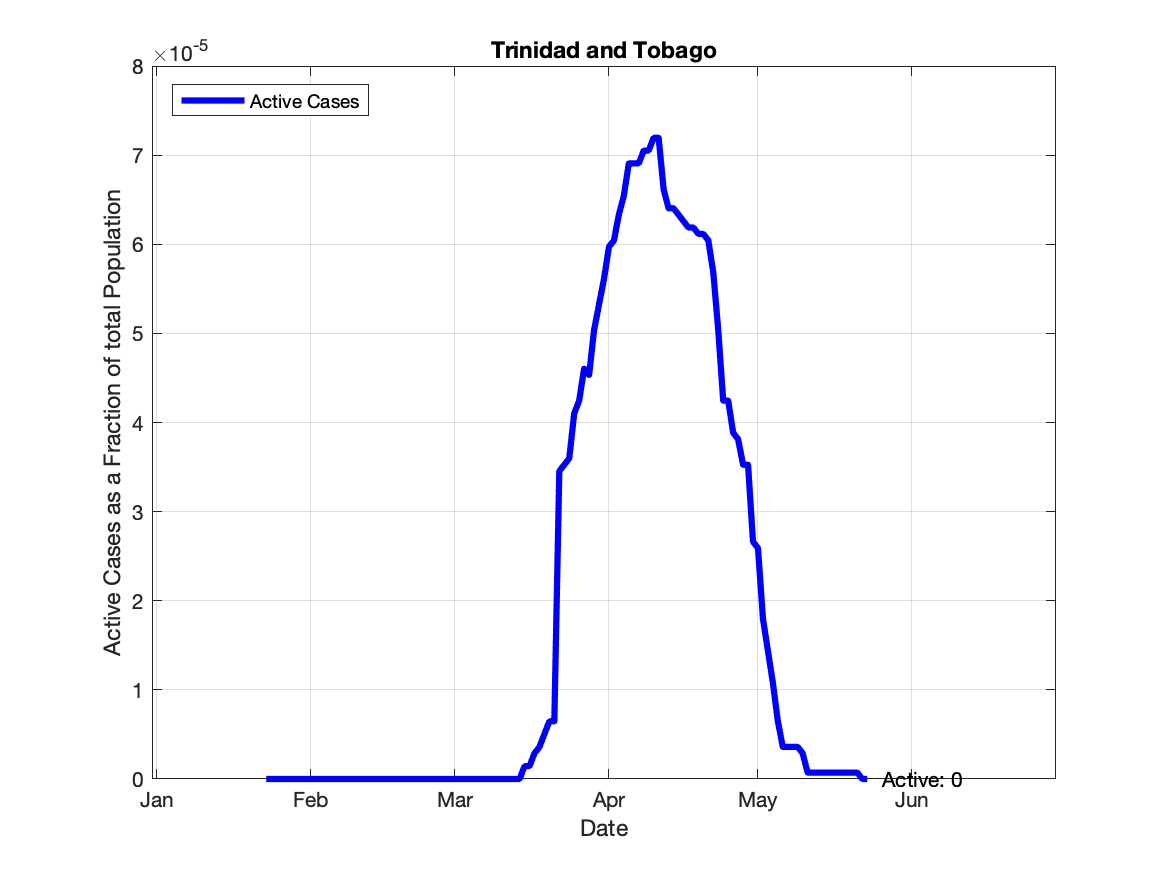 Trinidad and Tobago
×10-5
Active Cases
8
7
6
5
4
3
2
1
0
Active Cases as a Fraction of total Population
Active: 0
Jan Feb Mar Apr May Jun
Date